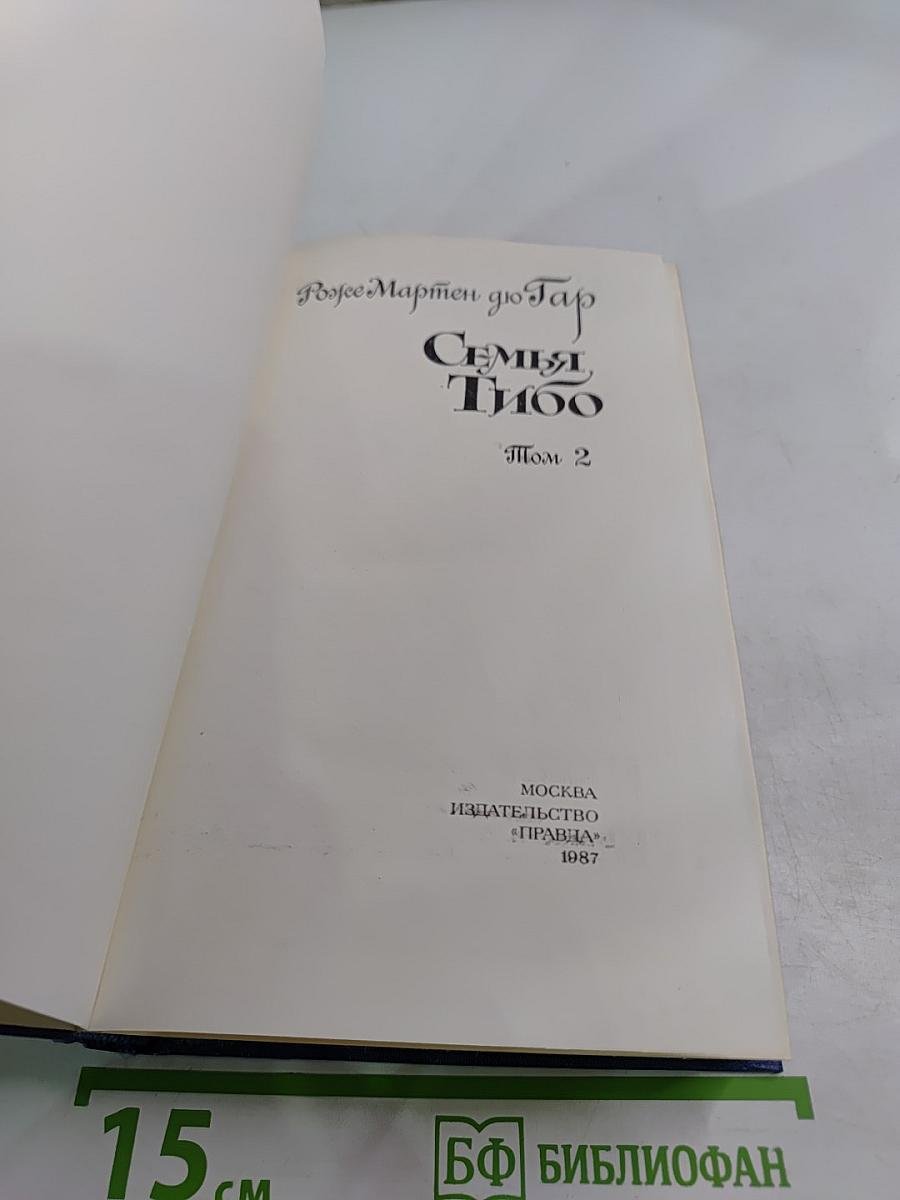 Роже Мартен дю Гар
Семья
Тибо
Том 2
МОСКВА
ИЗДАТЕЛЬСТВО
«ПРАВДА»
1987
15 см
БФ БИБЛИОФАН